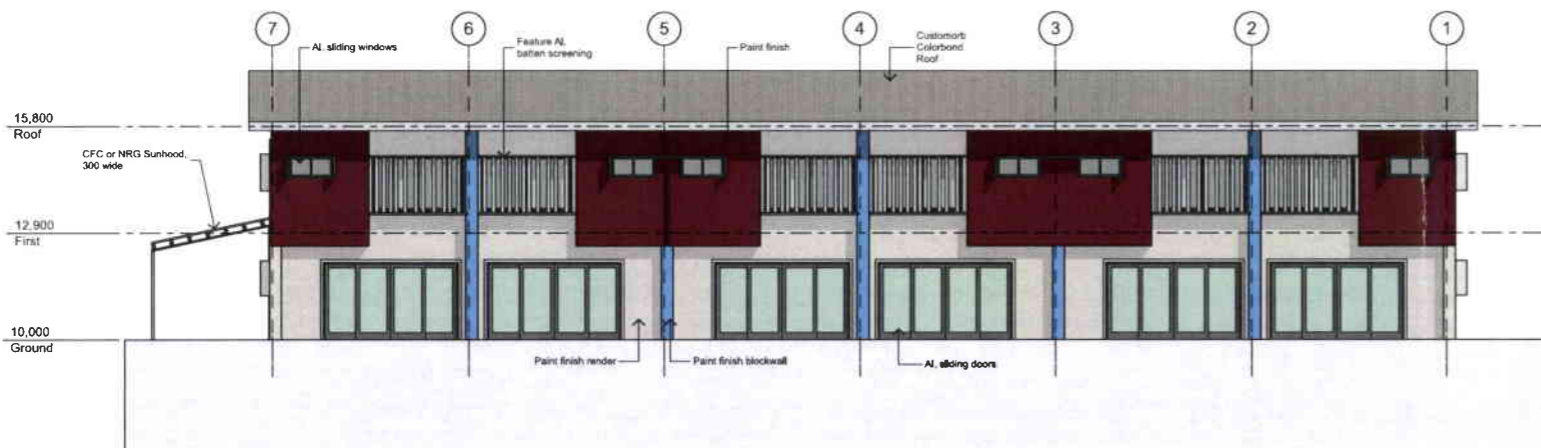 7
6
5
4
3
2
1
AL. sliding windows
Feature AL.
batten screening
Paint finish
Customorb
Colorbond
Roof
15,800
Roof
CFC or NRG Sunhood,
300 wide
12,900
First
10,000
Ground
Paint finish render
Paint finish blockwall
AL. sliding doors